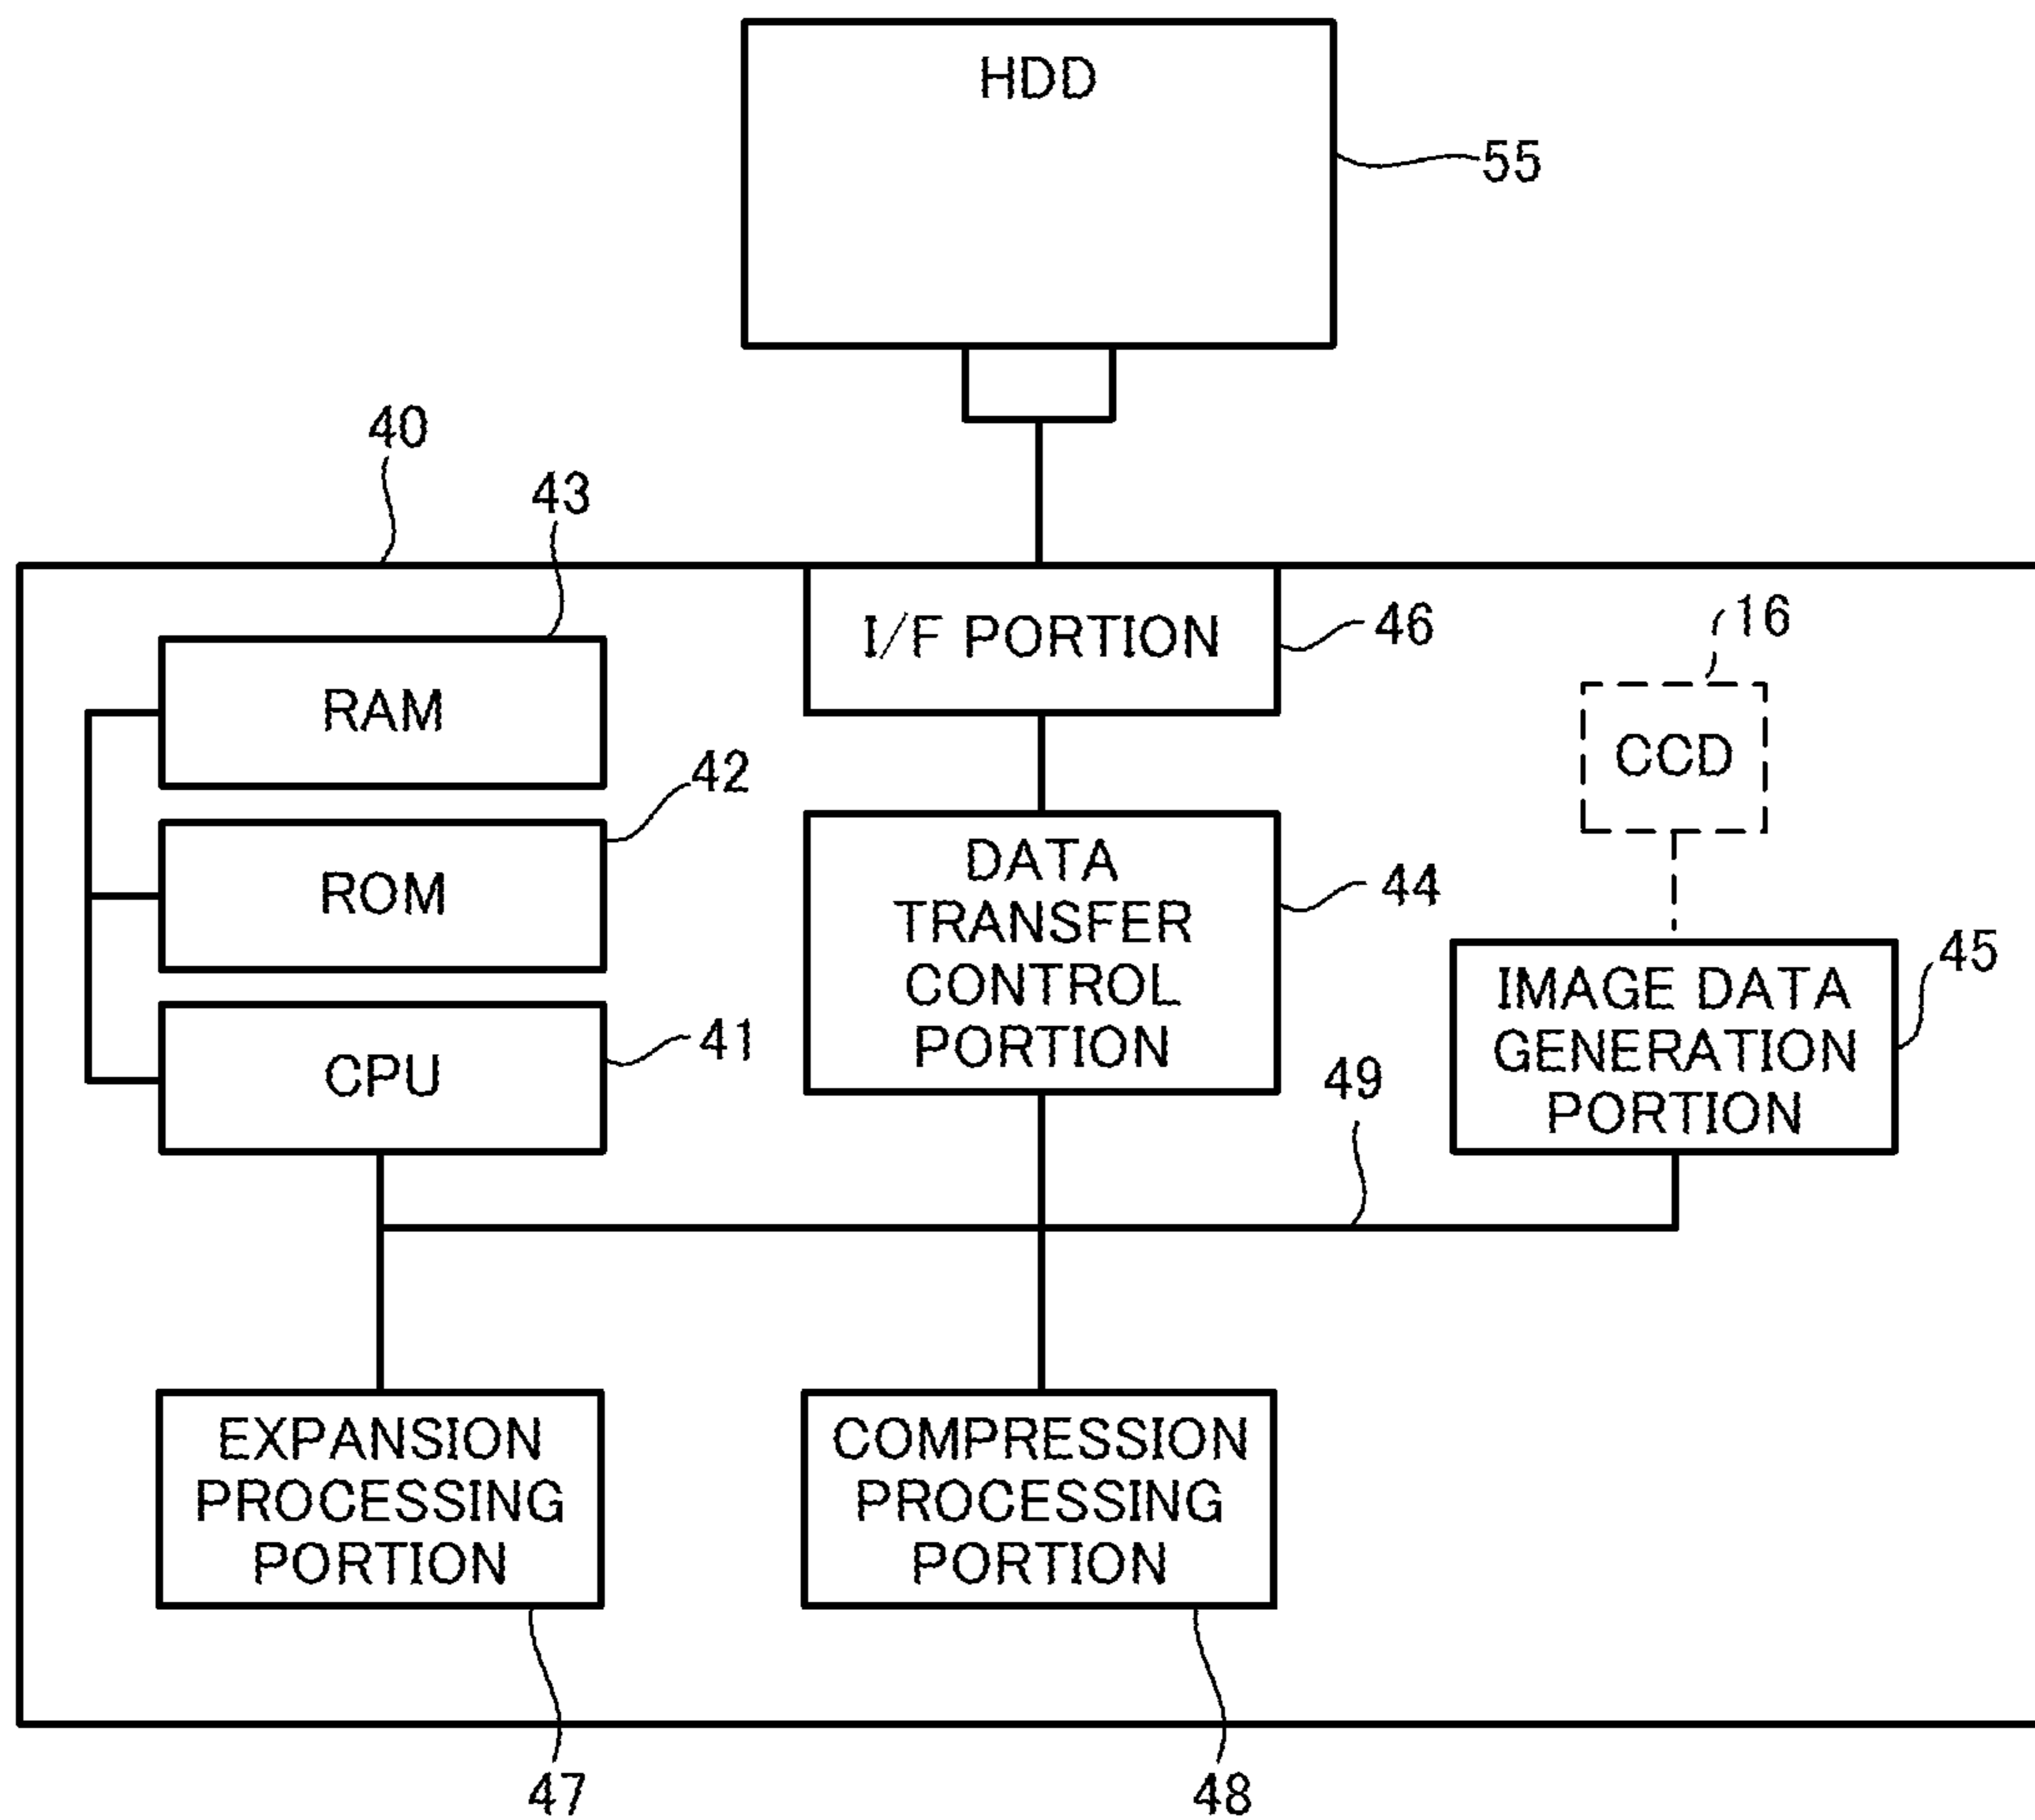 HDD
55
40
43
I/F PORTION
46
16
RAM
CCD
42
ROM
DATA
TRANSFER
CONTROL
PORTION
44
45
IMAGE DATA
GENERATION
PORTION
CPU
41
49
EXPANSION
PROCESSING
PORTION
COMPRESSION
PROCESSING
PORTION
47
48